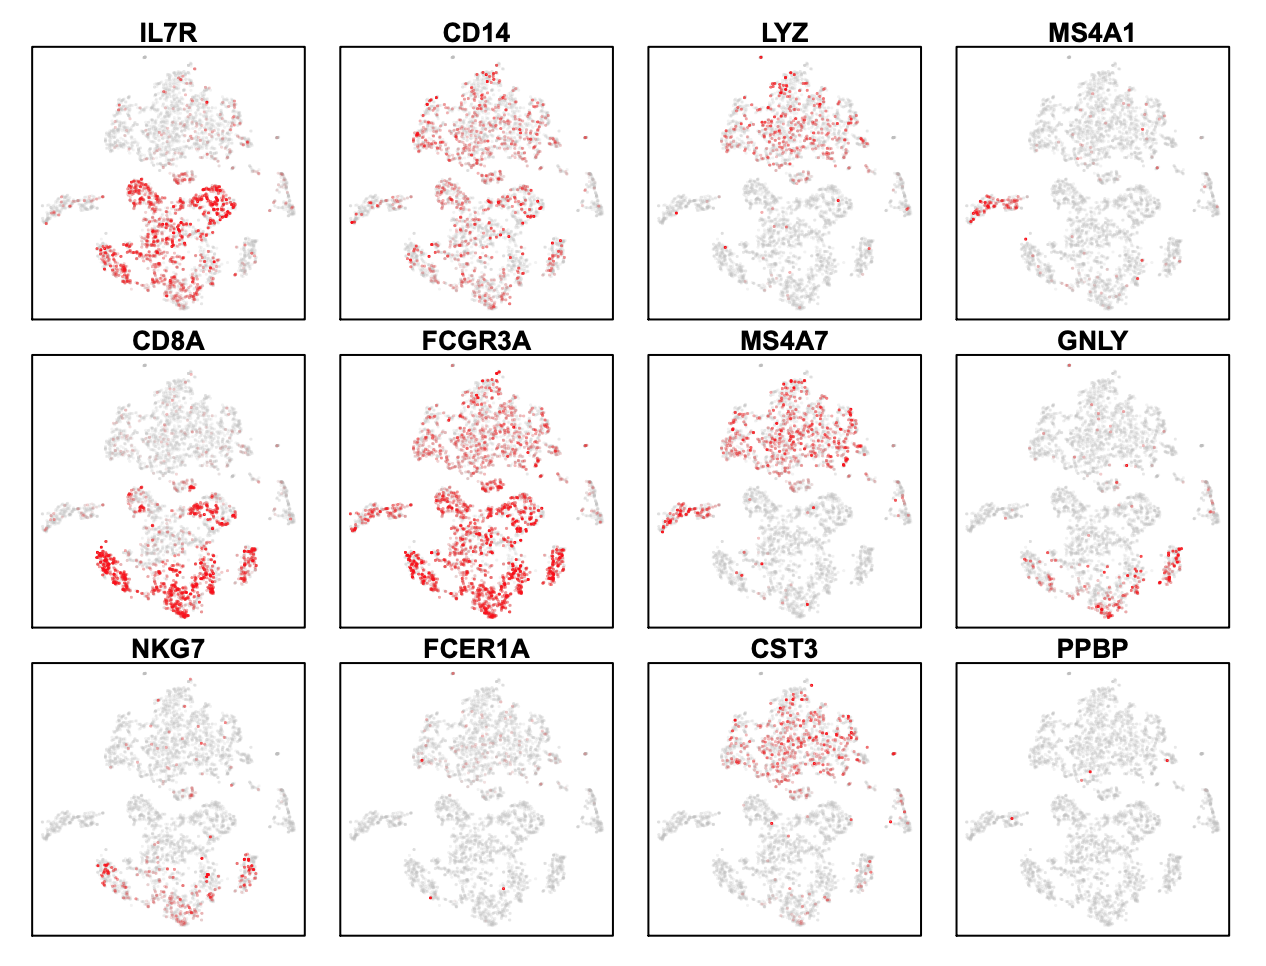 IL7R
CD14
LYZ
MS4A1
CD8A
FCGR3A
MS4A7
GNLY
NKG7
FCER1A
CST3
PPBP